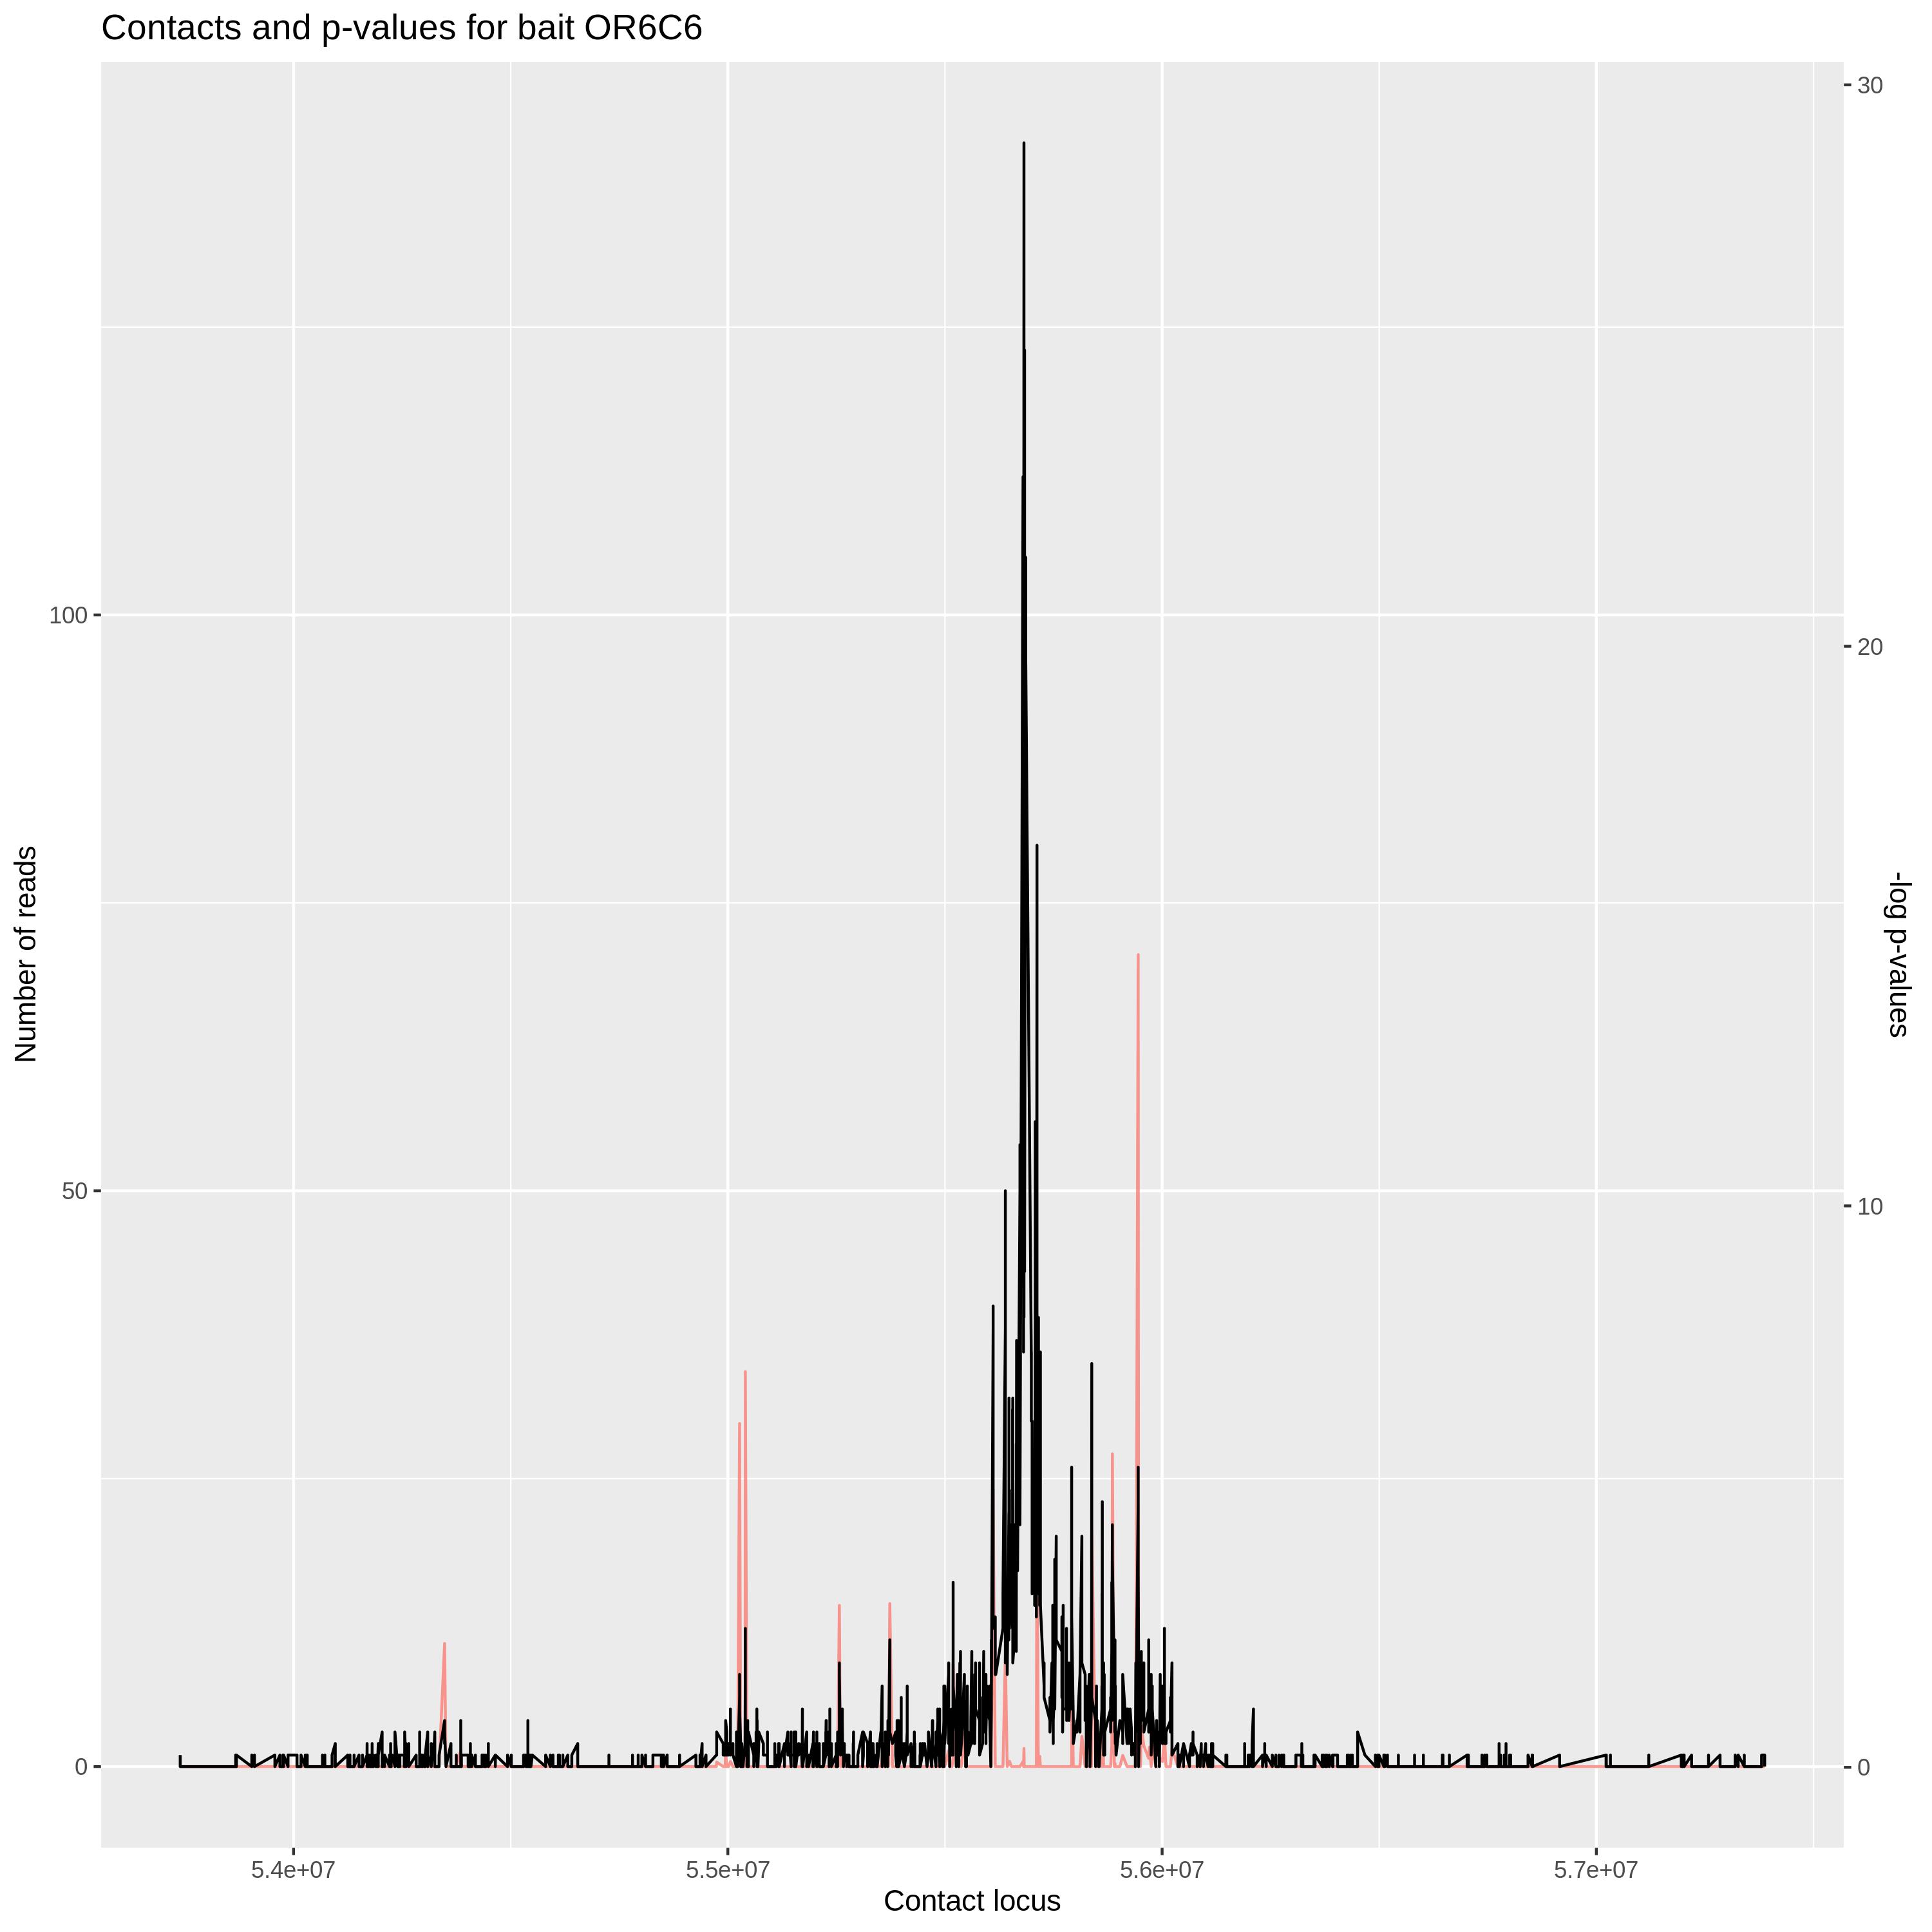 Contacts and p-values for bait OR6C6
Number of reads
100
50
0
30
20
10
0
-log p-values
5.4e+07
5.5e+07
5.6e+07
5.7e+07
Contact locus